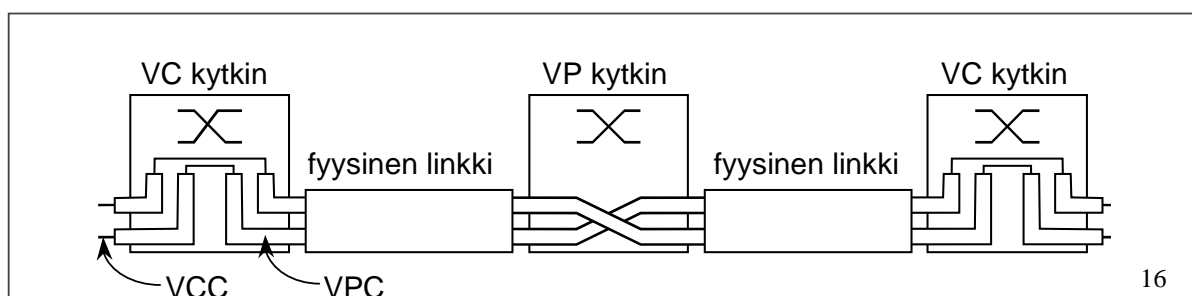 VC kytkin
VP kytkin
VC kytkin
fyysinen linkki
fyysinen linkki
VCC
VPC
16